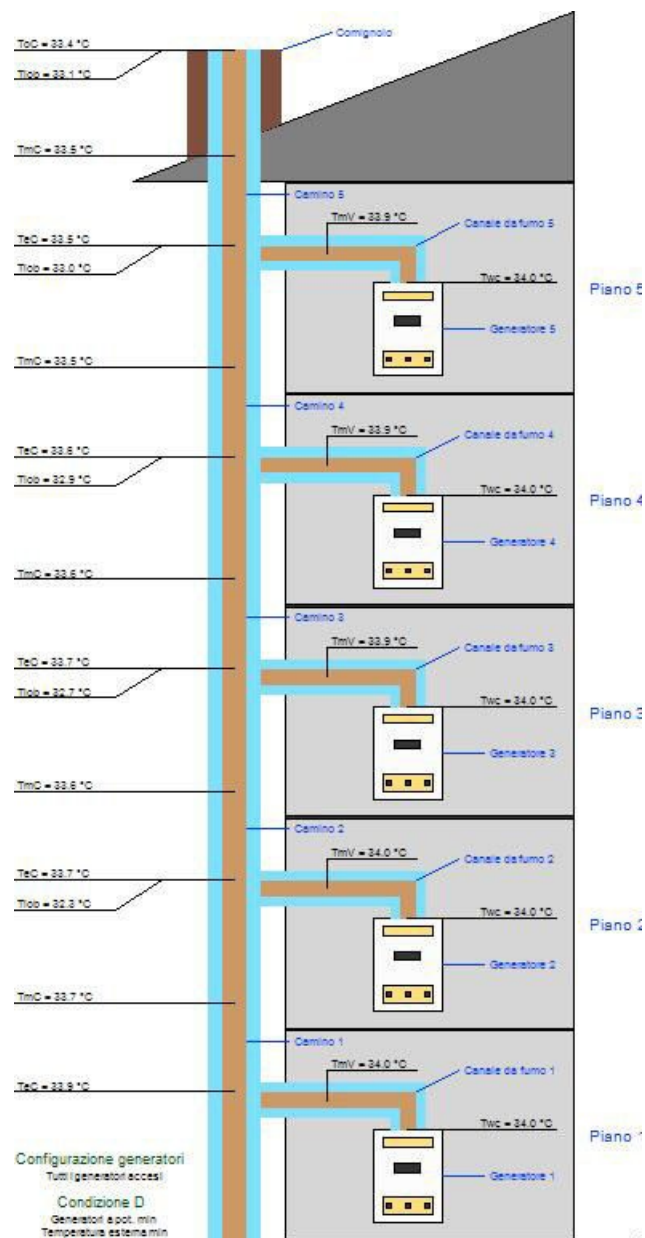 Comignolo
ToC = 33.4 °C
Tiob = 33.1 °C
TmC = 33.5 °C
Camino 5
TmV = 33.9 °C
Canale da fumo 5
TeC = 33.5 °C
Tiob = 33.0 °C
Twc = 34.0 °C
Piano 5
Generatore 5
TmC = 33.5 °C
Camino 4
TmV = 33.9 °C
Canale da fumo 4
TeC = 33.6 °C
Tiob = 32.9 °C
Twc = 34.0 °C
Piano 4
Generatore 4
TmC = 33.6 °C
Camino 3
TmV = 33.9 °C
Canale da fumo 3
TeC = 33.7 °C
Tiob = 32.7 °C
Twc = 34.0 °C
Piano 3
Generatore 3
TmC = 33.6 °C
Camino 2
TmV = 34.0 °C
Canale da fumo 2
TeC = 33.7 °C
Tiob = 32.3 °C
Twc = 34.0 °C
Piano 2
Generatore 2
TmC = 33.7 °C
Camino 1
TmV = 34.0 °C
Canale da fumo 1
TeC = 33.9 °C
Twc = 34.0 °C
Piano 1
Generatore 1
Configurazione generatori
Tutti i generatori accesi
Condizione D
Generatori a pot. min
Temperatura esterna min